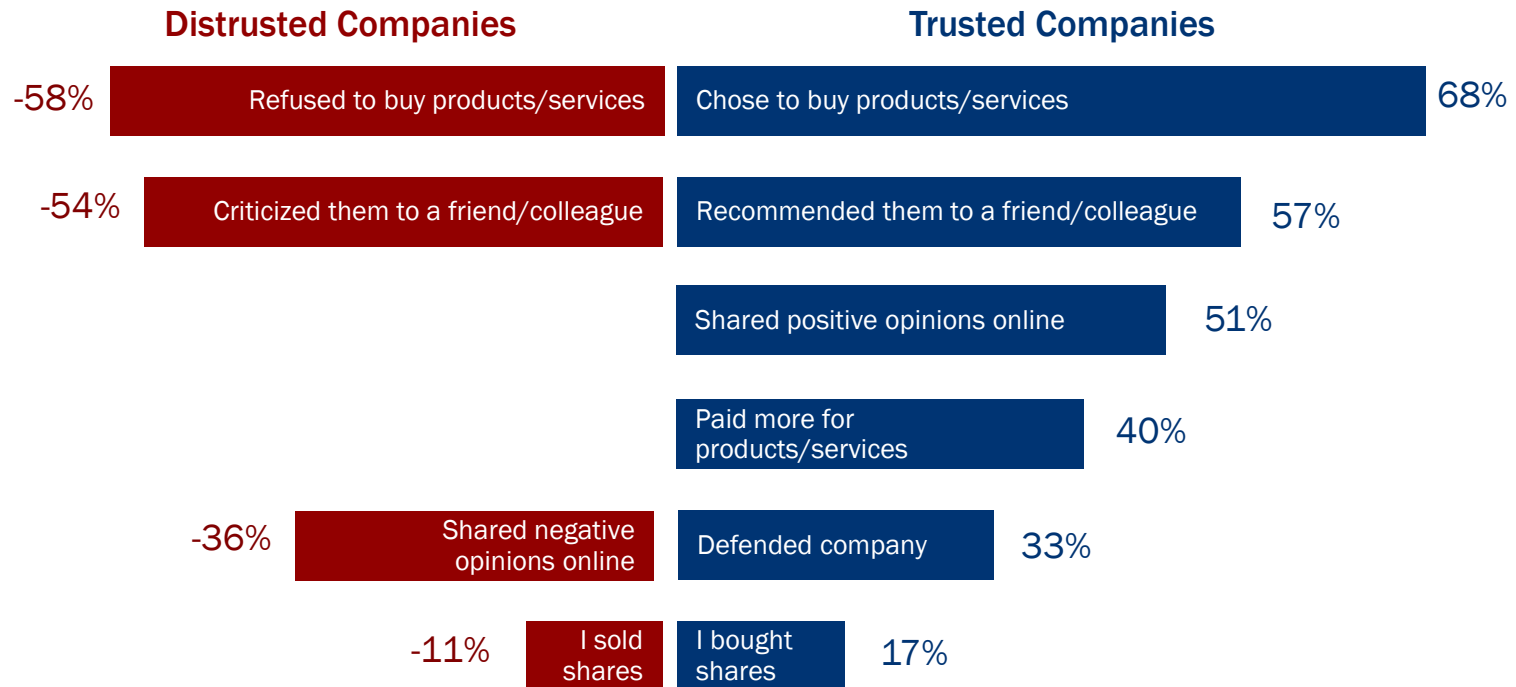 Distrusted Companies
Trusted Companies
-58%
Refused to buy products/services
Chose to buy products/services
68%
-54%
Criticized them to a friend/colleague
Recommended them to a friend/colleague
57%
Shared positive opinions online
51%
Paid more for
products/services
40%
-36%
Shared negative
opinions online
Defended company
33%
-11%
I sold
shares
I bought
shares
17%